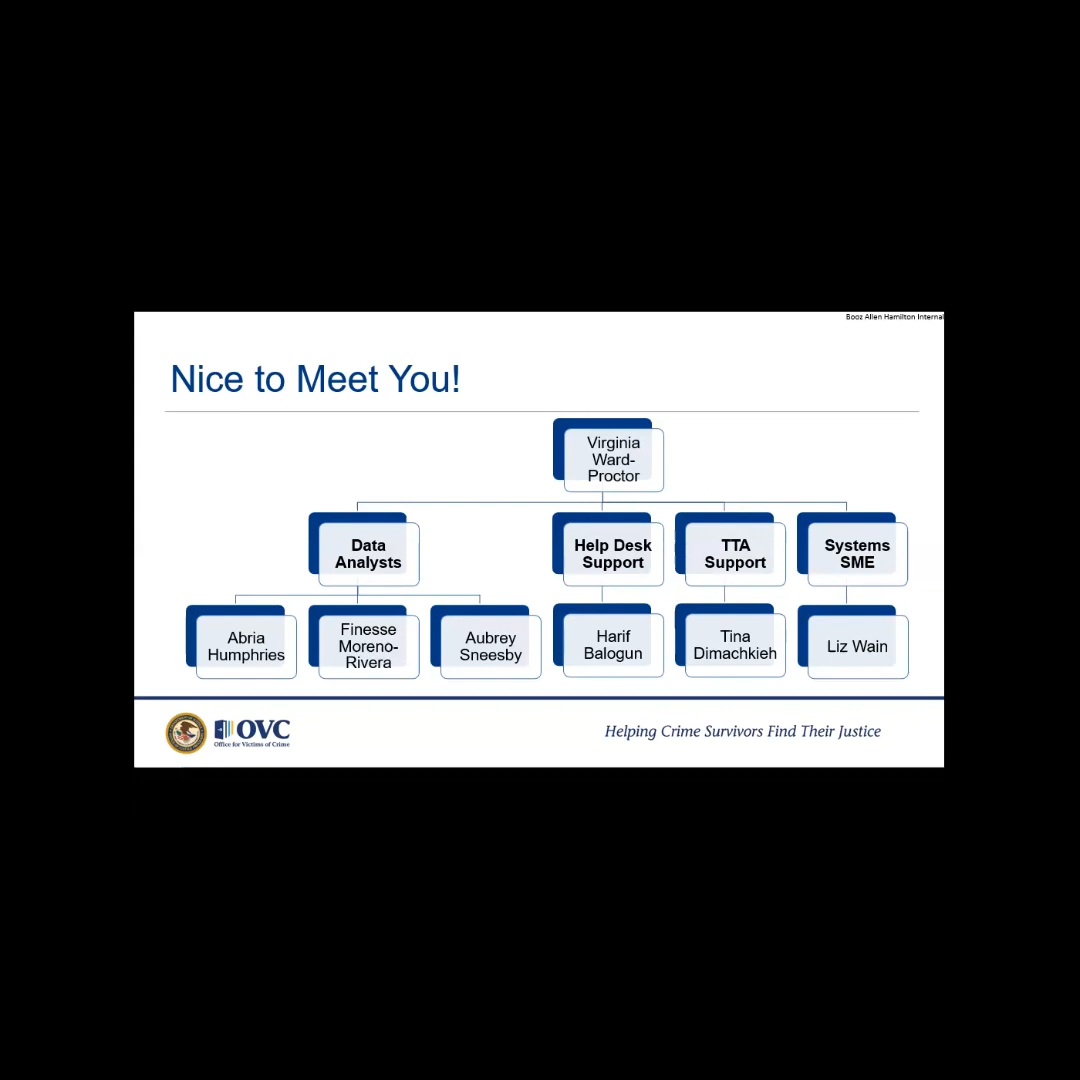 Booz Allen Hamilton Internal
Nice to Meet You!
Virginia
Ward-
Proctor
Data
Analysts
Help Desk
Support
TTA
Support
Systems
SME
Abria
Humphries
Finesse
Moreno-
Rivera
Aubrey
Sneesby
Harif
Balogun
Tina
Dimachkieh
Liz Wain
OVC
Office for Victims of Crime
Helping Crime Survivors Find Their Justice